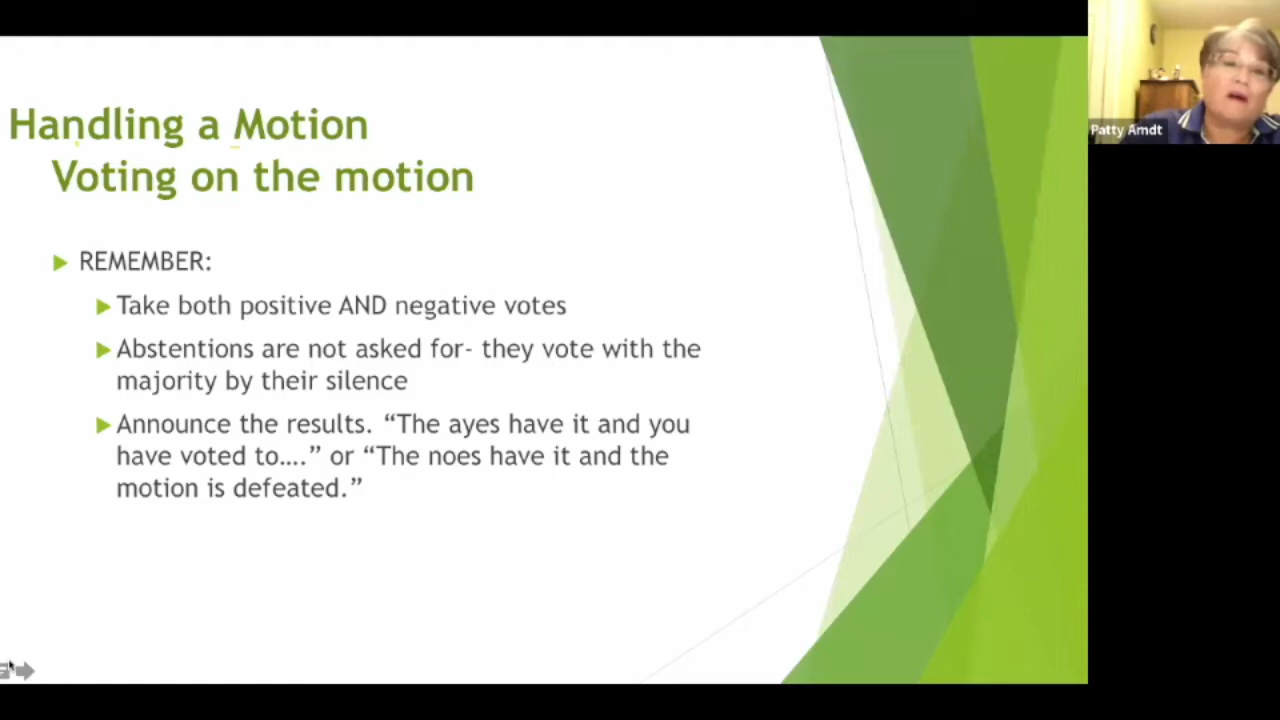 Handling a Motion
Voting on the motion
REMEMBER:
Take both positive AND negative votes
Abstentions are not asked for- they vote with the
majority by their silence
Announce the results. “The ayes have it and you
have voted to….” or “The noes have it and the
motion is defeated.”
Patty Arndt